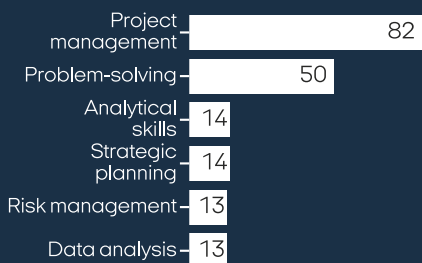 Project
management
82
Problem-solving
50
Analytical
skills
14
Strategic
planning
14
Risk management
13
Data analysis
13